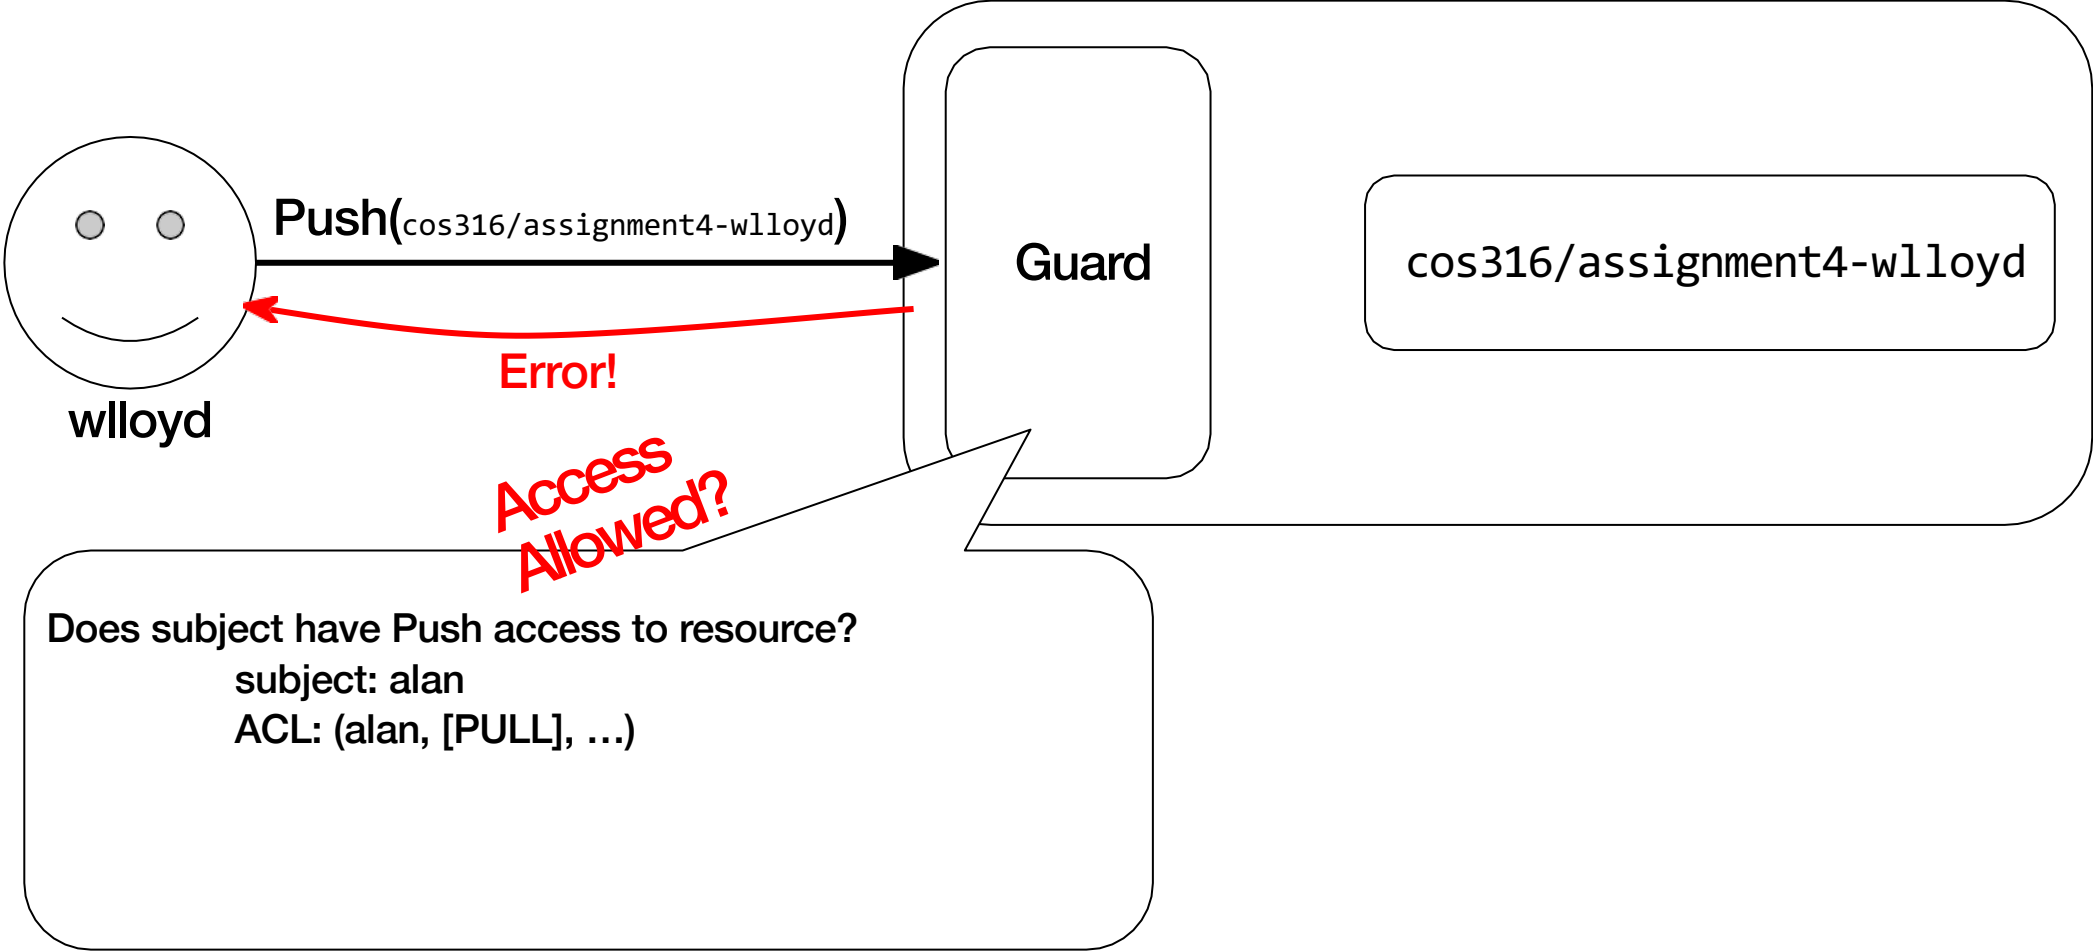 Push(cos316/assignment4-wlloyd)
Guard
cos316/assignment4-wlloyd
Error!
wlloyd
Access
Allowed?
Does subject have Push access to resource?
subject: alan
ACL: (alan, [PULL], …)